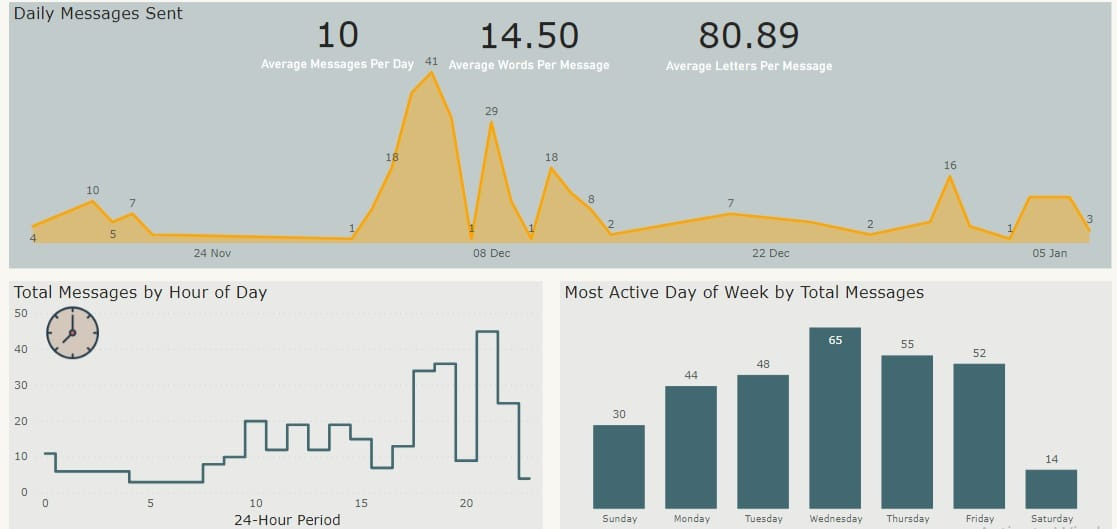 Daily Messages Sent
10
14.50
80.89
Average Messages Per Day
Average Words Per Message
Average Letters Per Message
41
29
18
18
16
10
8
7
7
5
4
3
2
2
1
1
1
1
24 Nov
08 Dec
22 Dec
05 Jan
Total Messages by Hour of Day
50
40
30
20
10
0
0
5
10
15
20
24-Hour Period
Most Active Day of Week by Total Messages
30
44
48
65
55
52
14
Sunday
Monday
Tuesday
Wednesday
Thursday
Friday
Saturday